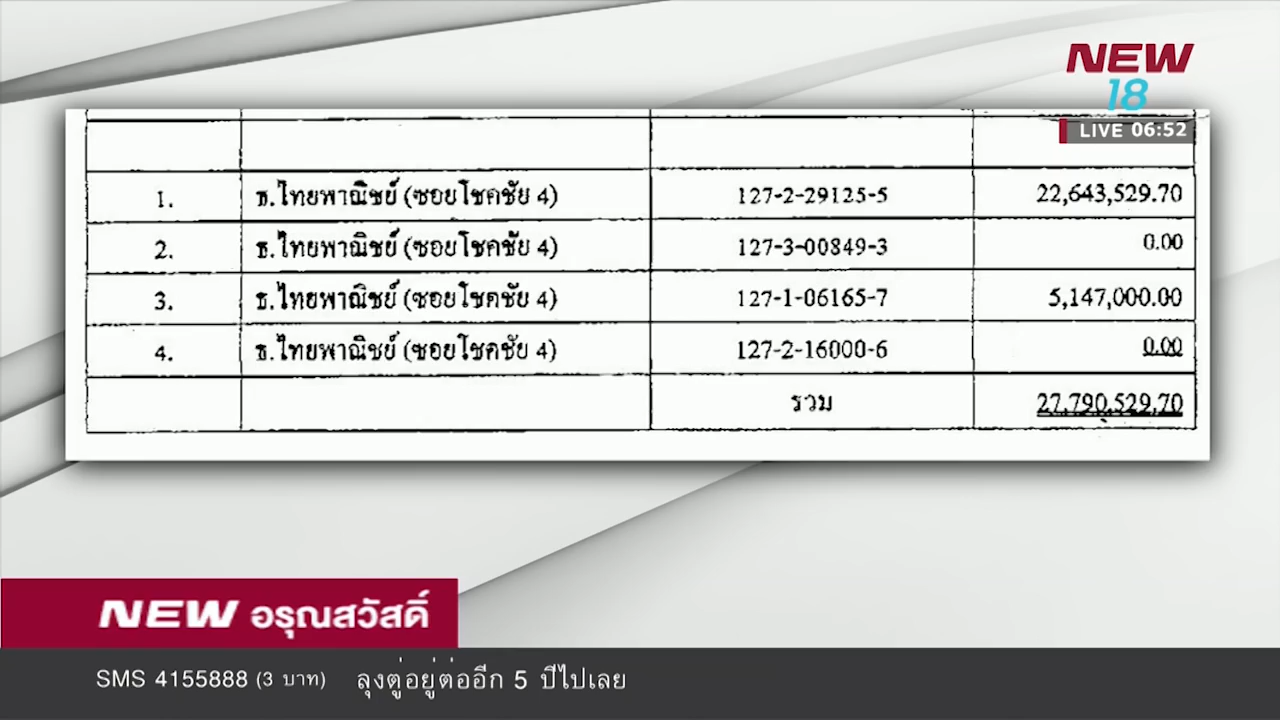 NEW
18
LIVE 06:52
1. ธ.ไทยพาณิชย์ (ซอยโชคชัย 4) 127-2-29125-5 22,643,529.70
2. ธ.ไทยพาณิชย์ (ซอยโชคชัย 4) 127-3-00849-3 0.00
3. ธ.ไทยพาณิชย์ (ซอยโชคชัย 4) 127-1-06165-7 5,147,000.00
4. ธ.ไทยพาณิชย์ (ซอยโชคชัย 4) 127-2-16000-6 0.00
รวม 27,790,529.70
NEW อรุณสวัสดิ์
SMS 4155888 (3 บาท) ลุงตู่อยู่ต่ออีก 5 ปีไปเลย